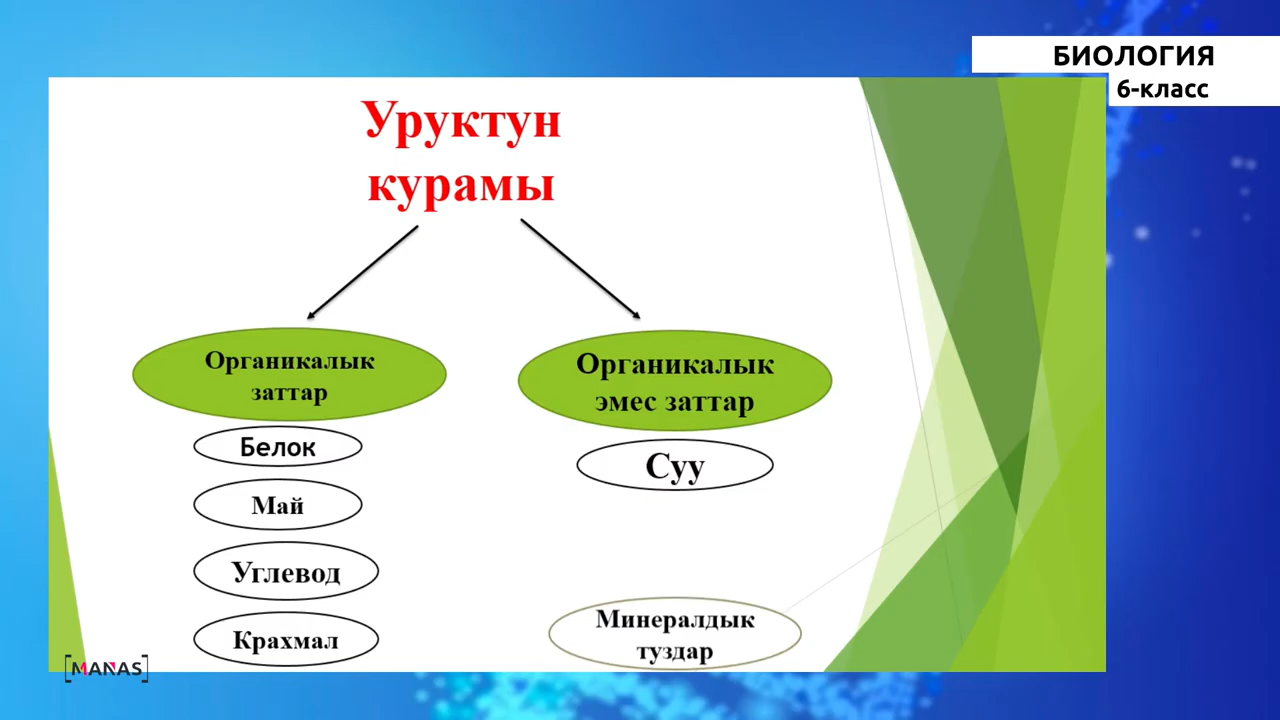 БИОЛОГИЯ
6-класс
Уруктун
курамы
Органикалык
заттар
Органикалык
эмес заттар
Белок
Суу
Май
Углевод
Минералдык
туздар
Крахмал
[MANAS]